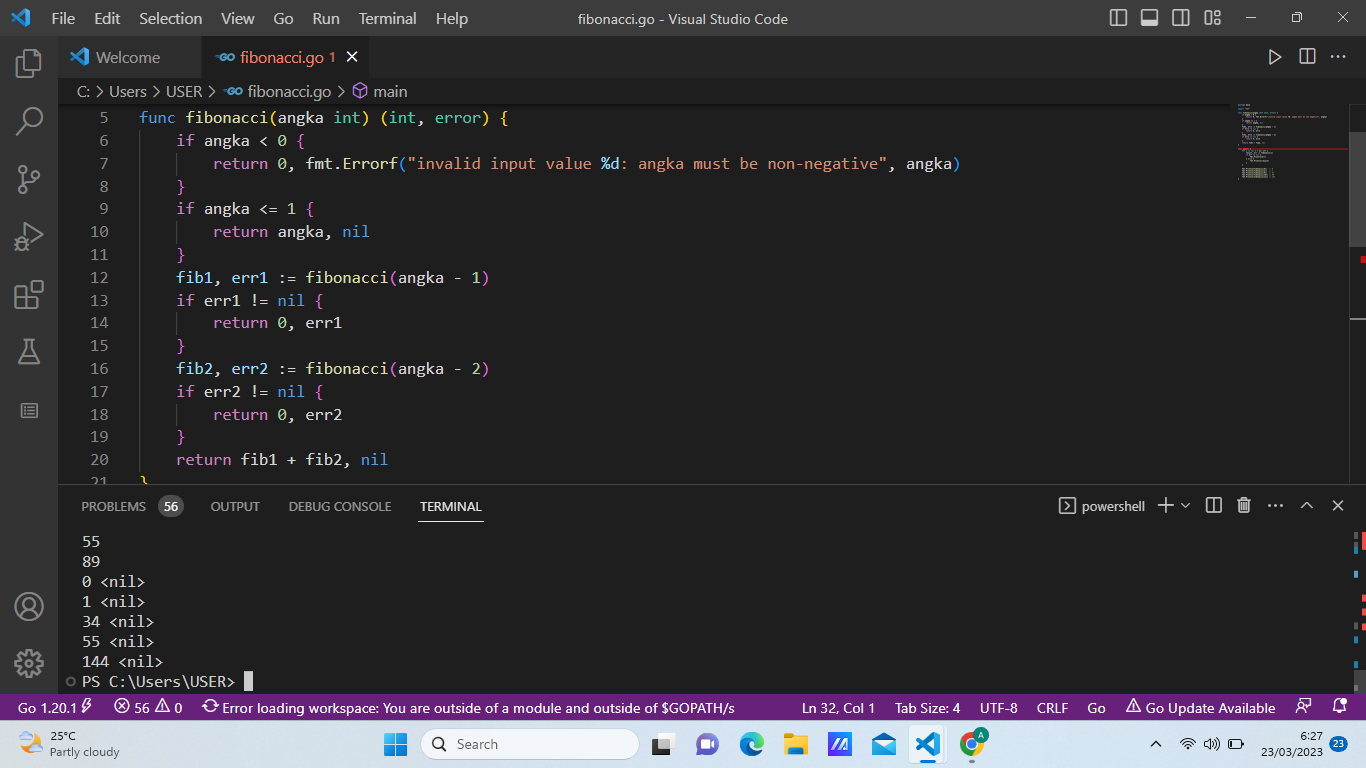 File Edit Selection View Go Run Terminal Help fibonacci.go - Visual Studio Code
Welcome fibonacci.go 1
C: > Users > USER > fibonacci.go > main
5 func fibonacci(angka int) (int, error) {
6 if angka < 0 {
7 return 0, fmt.Errorf("invalid input value %d: angka must be non-negative", angka)
8 }
9 if angka <= 1 {
10 return angka, nil
11 }
12 fib1, err1 := fibonacci(angka - 1)
13 if err1 != nil {
14 return 0, err1
15 }
16 fib2, err2 := fibonacci(angka - 2)
17 if err2 != nil {
18 return 0, err2
19 }
20 return fib1 + fib2, nil
21 }
PROBLEMS 56 OUTPUT DEBUG CONSOLE TERMINAL powershell
55
89
0 <nil>
1 <nil>
34 <nil>
55 <nil>
144 <nil>
PS C:\Users\USER>
Go 1.20.1 56 0 Error loading workspace: You are outside of a module and outside of $GOPATH/s Ln 32, Col 1 Tab Size: 4 UTF-8 CRLF Go Go Update Available
25°C
Partly cloudy
Search
A
6:27
23/03/2023 23